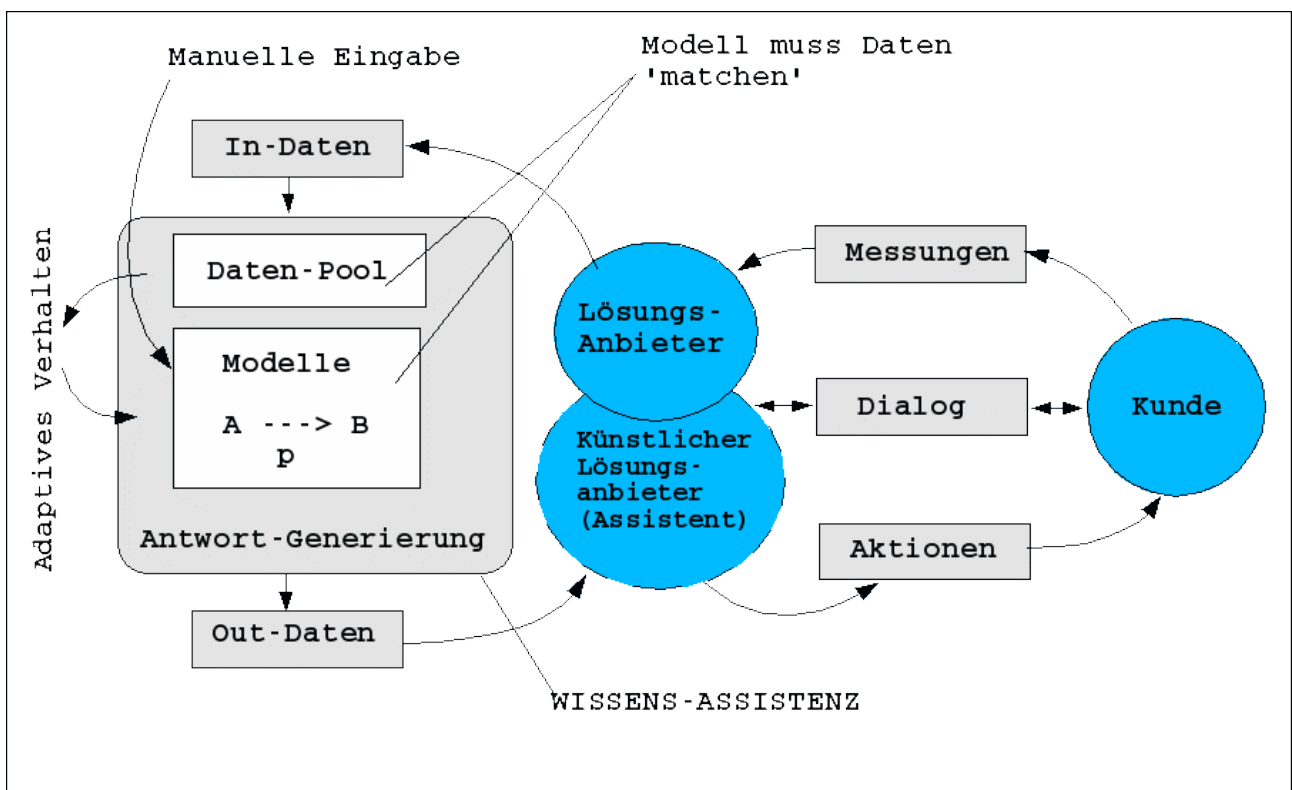 Manuelle Eingabe
Modell muss Daten
'matchen'
In-Daten
Adaptives Verhalten
Daten-Pool
Modelle
A ---> B
p
Antwort-Generierung
Out-Daten
WISSENS-ASSISTENZ
Lösungs-
Anbieter
Künstlicher
Lösungs-
anbieter
(Assistent)
Messungen
Dialog
Aktionen
Kunde